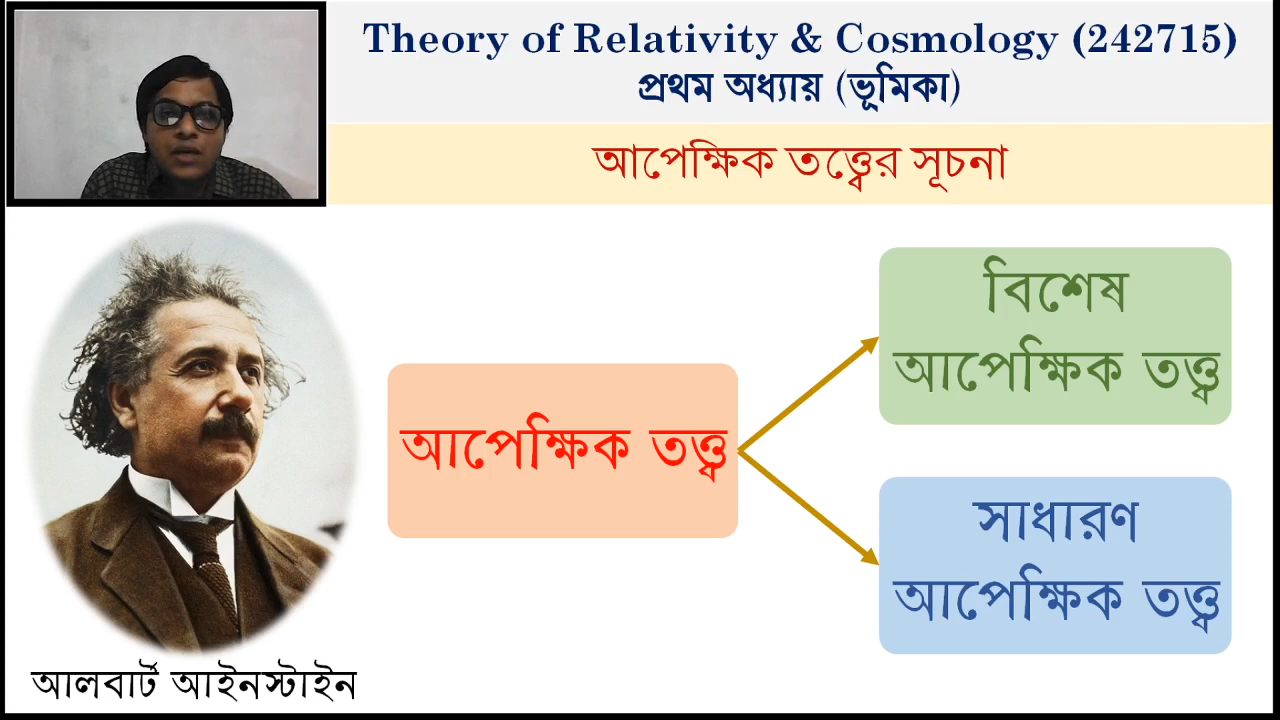 Theory of Relativity & Cosmology (242715)
প্রথম অধ্যায় (ভূমিকা)
আপেক্ষিক তত্ত্বের সূচনা
আপেক্ষিক তত্ত্ব
বিশেষ
আপেক্ষিক তত্ত্ব
সাধারণ
আপেক্ষিক তত্ত্ব
আলবার্ট আইনস্টাইন